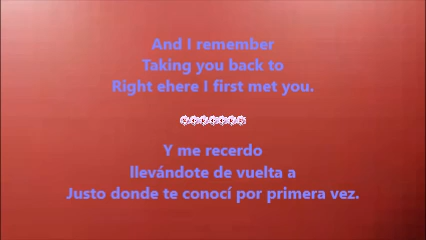 And I remember
Taking you back to
Right ehere I first met you.
Y me recerdo
llevándote de vuelta a
Justo donde te conocí por primera vez.